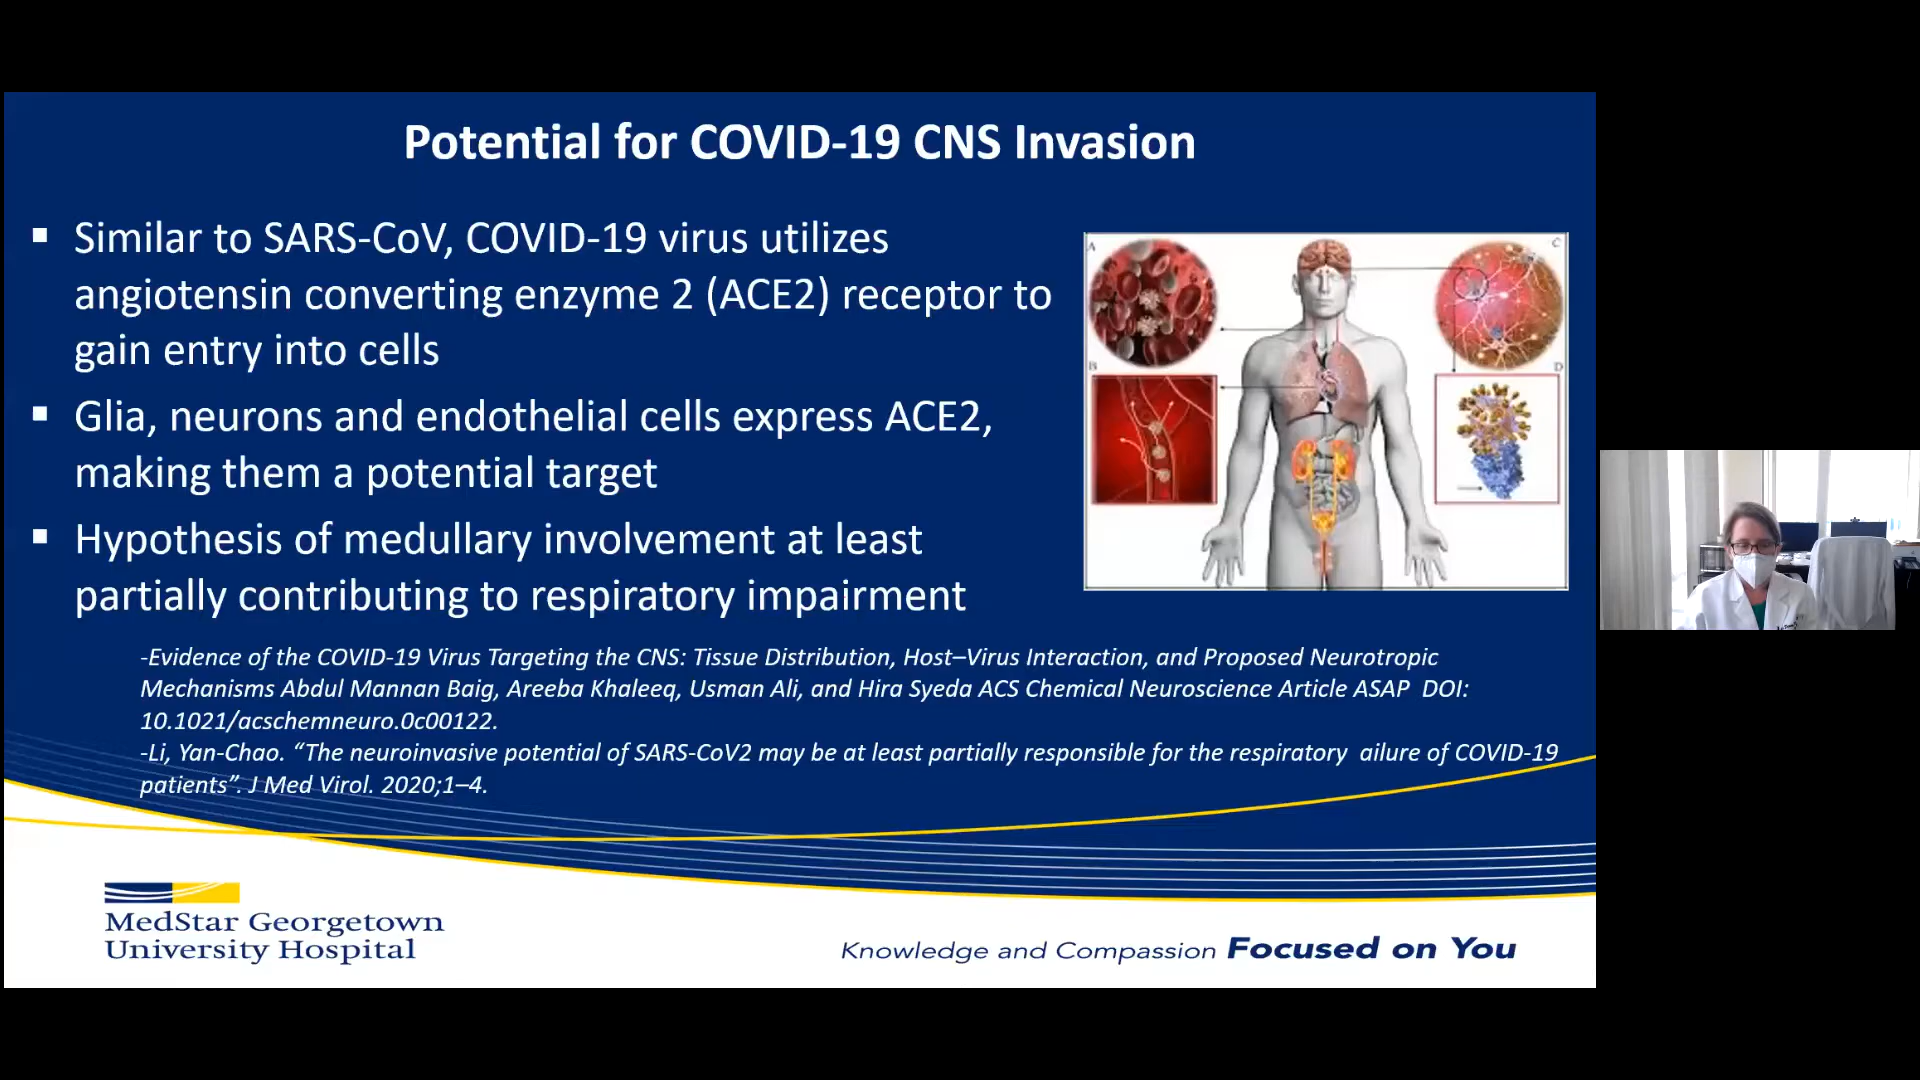 Potential for COVID-19 CNS Invasion
▪ Similar to SARS-CoV, COVID-19 virus utilizes
angiotensin converting enzyme 2 (ACE2) receptor to
gain entry into cells
▪ Glia, neurons and endothelial cells express ACE2,
making them a potential target
▪ Hypothesis of medullary involvement at least
partially contributing to respiratory impairment
A
C
B
D
-Evidence of the COVID-19 Virus Targeting the CNS: Tissue Distribution, Host–Virus Interaction, and Proposed Neurotropic
Mechanisms Abdul Mannan Baig, Areeba Khaleeq, Usman Ali, and Hira Syeda ACS Chemical Neuroscience Article ASAP DOI:
10.1021/acschemneuro.0c00122.
-Li, Yan-Chao. “The neuroinvasive potential of SARS-CoV2 may be at least partially responsible for the respiratory ailure of COVID-19
patients”. J Med Virol. 2020;1–4.
MedStar Georgetown
University Hospital
Knowledge and Compassion Focused on You